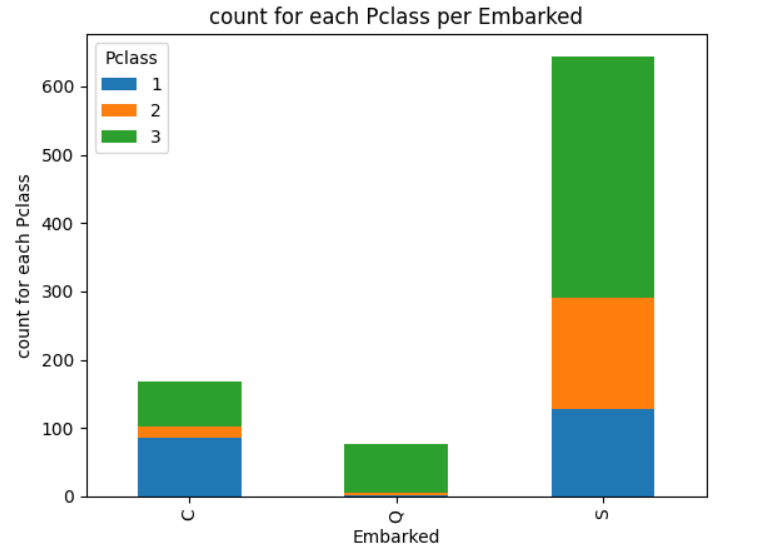 count for each Pclass per Embarked
Pclass
1
2
3
600
500
400
300
200
100
0
count for each Pclass
C
Q
S
Embarked